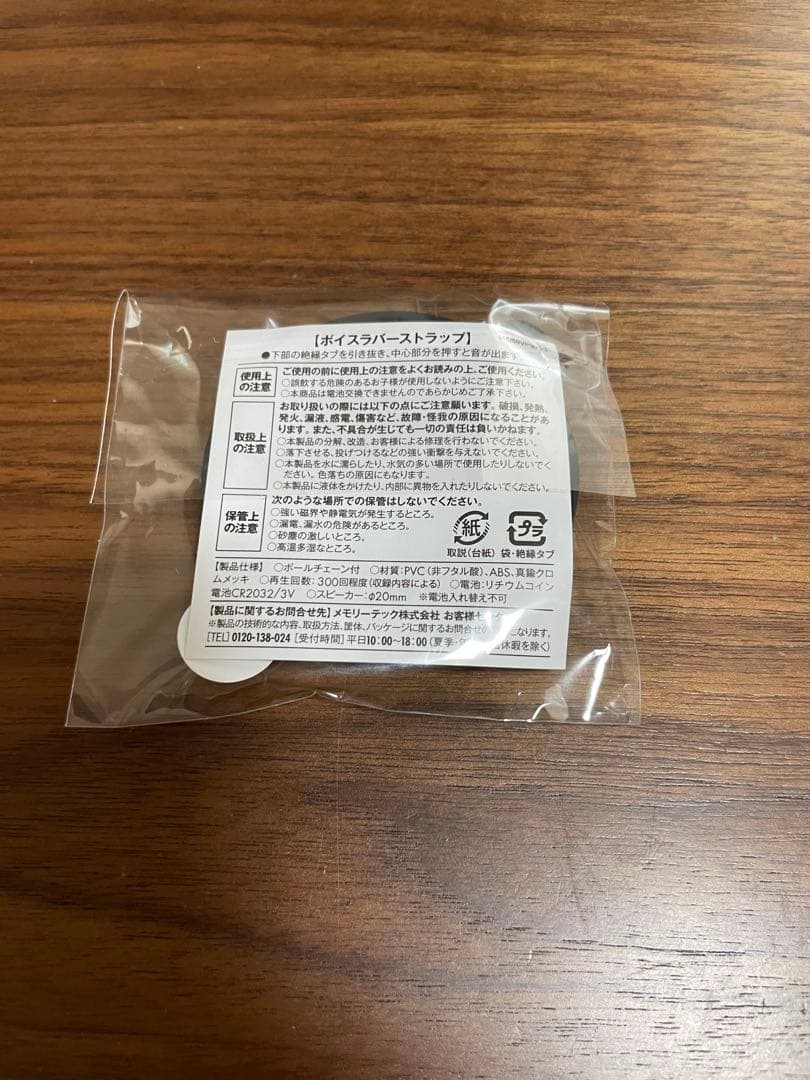 【ボイスラバーストラップ】
●下部の絶縁タブを引き抜き、中心部分を押すと音が出ます。
使用上の注意
ご使用の前に使用上の注意をよくお読みの上、ご使用ください。
○誤飲する危険のあるお子様が使用しないようにご注意下さい。
○本商品は電池交換できませんのであらかじめご了承下さい。
取扱上の注意
お取り扱いの際には以下の点にご注意願います。破損、発熱、
発火、漏液、感電、傷害など、故障・怪我の原因になることがあ
ります。また、不具合が生じても一切の責任は負いかねます。
○本製品の分解、改造、お客様による修理を行わないでください。
○落下させる、投げつけるなどの強い衝撃を与えないでください。
○本製品を水に濡らしたり、水気の多い場所で使用したりしないでく
ださい。色落ちの原因にもなります。
○本製品に液体をかけたり、内部に異物を入れたりしないでください。
保管上の注意
次のような場所での保管はしないでください。
○強い磁界や静電気が発生するところ。
○漏電、漏水の危険があるところ。
○砂塵の激しいところ。
○高温多湿なところ。
紙
取説(台紙)
プラ
袋・絶縁タブ
【製品仕様】 ○ボールチェーン付 ○材質:PVC(非フタル酸)、ABS、真鍮クロ
ムメッキ ○再生回数:300回程度(収録内容による) ○電池:リチウムコイン
電池CR2032/3V ○スピーカー:φ20mm ※電池入れ替え不可
【製品に関するお問合せ先】メモリーテック株式会社 お客様セ
※製品の技術的な内容、取扱方法、筐体、パッケージに関するお問合せの
なります。
[TEL] 0120-138-024 [受付時間]平日10:00〜18:00(夏季・
休暇を除く)